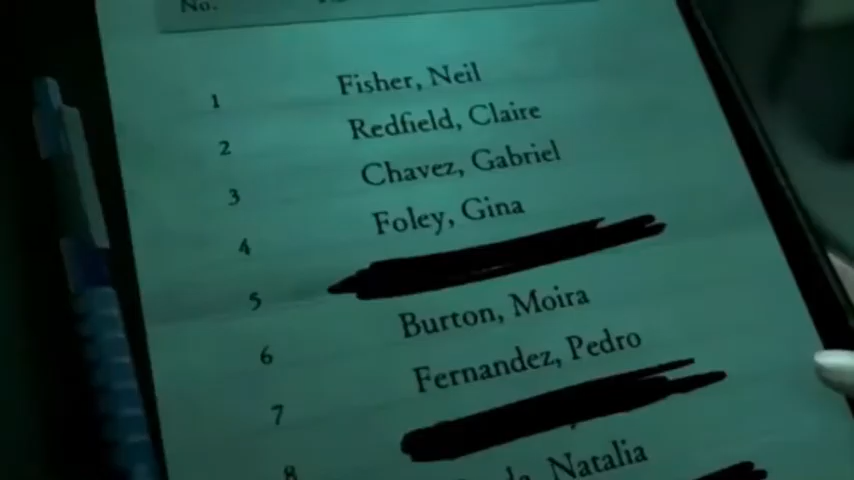 No.
1 Fisher, Neil
2 Redfield, Claire
3 Chavez, Gabriel
4 Foley, Gina
5
6 Burton, Moira
7 Fernandez, Pedro
8
Natalia